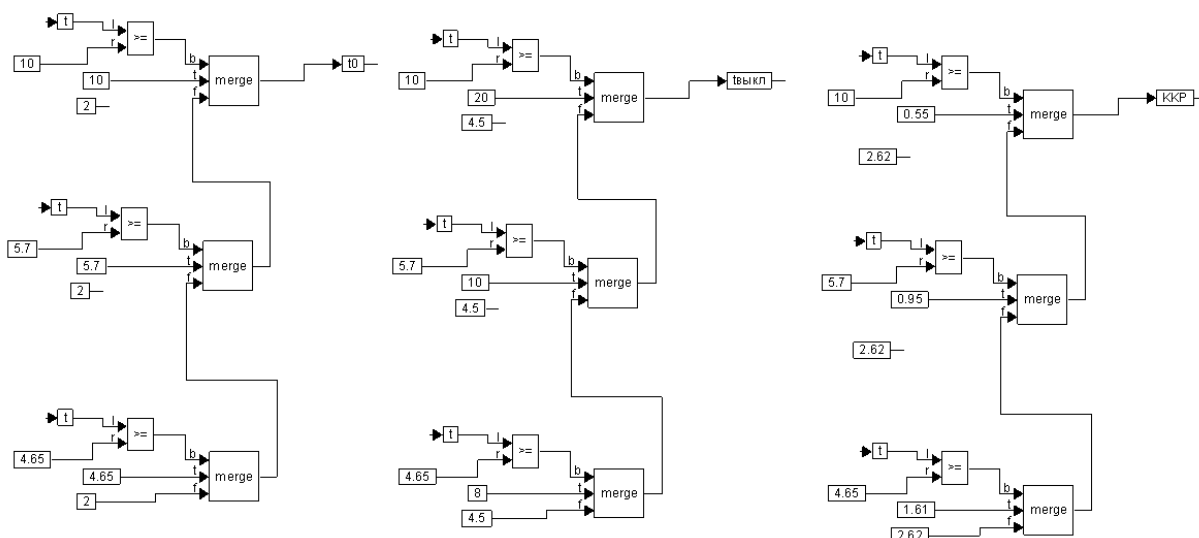 t l >= r 10 10 2 b t f merge t0
t l >= r 10 20 4.5 b t f merge tвыкл
t l >= r 10 0.55 2.62 b t f merge ККР
t l >= r 5.7 5.7 2 b t f merge
t l >= r 5.7 10 4.5 b t f merge
t l >= r 5.7 0.95 2.62 b t f merge
t l >= r 4.65 4.65 2 b t f merge
t l >= r 4.65 8 4.5 b t f merge
t l >= r 4.65 1.61 2.62 b t f merge